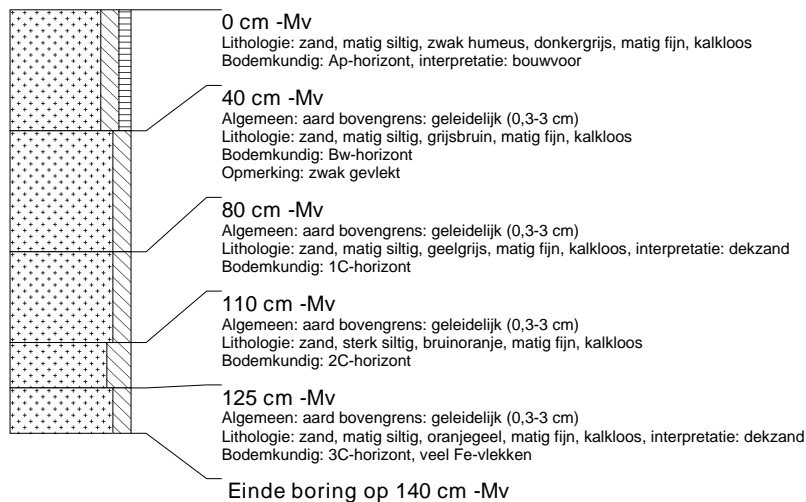 0 cm -Mv
Lithologie: zand, matig siltig, zwak humeus, donkergrijs, matig fijn, kalkloos
Bodemkundig: Ap-horizont, interpretatie: bouwvoor
40 cm -Mv
Algemeen: aard bovengrens: geleidelijk (0,3-3 cm)
Lithologie: zand, matig siltig, grijsbruin, matig fijn, kalkloos
Bodemkundig: Bw-horizont
Opmerking: zwak gevlekt
80 cm -Mv
Algemeen: aard bovengrens: geleidelijk (0,3-3 cm)
Lithologie: zand, matig siltig, geelgrijs, matig fijn, kalkloos, interpretatie: dekzand
Bodemkundig: 1C-horizont
110 cm -Mv
Algemeen: aard bovengrens: geleidelijk (0,3-3 cm)
Lithologie: zand, sterk siltig, bruinoranje, matig fijn, kalkloos
Bodemkundig: 2C-horizont
125 cm -Mv
Algemeen: aard bovengrens: geleidelijk (0,3-3 cm)
Lithologie: zand, matig siltig, oranjegeel, matig fijn, kalkloos, interpretatie: dekzand
Bodemkundig: 3C-horizont, veel Fe-vlekken
Einde boring op 140 cm -Mv